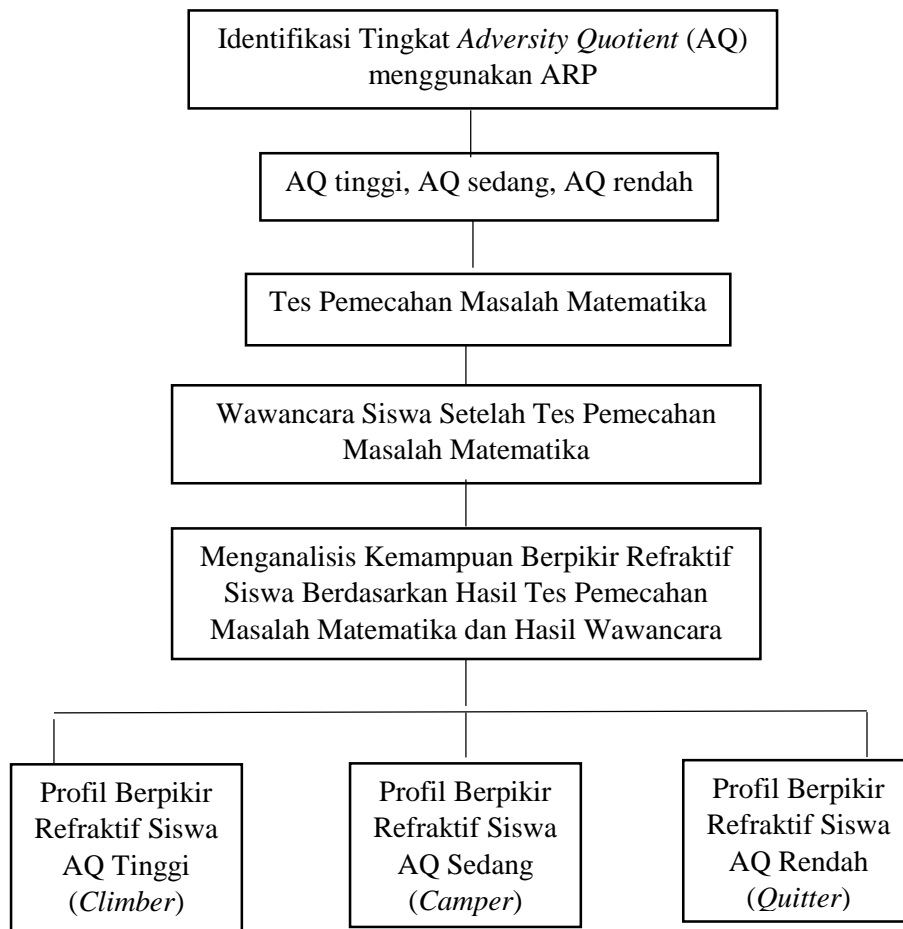 Identifikasi Tingkat Adversity Quotient (AQ)
menggunakan ARP
AQ tinggi, AQ sedang, AQ rendah
Tes Pemecahan Masalah Matematika
Wawancara Siswa Setelah Tes Pemecahan
Masalah Matematika
Menganalisis Kemampuan Berpikir Refraktif
Siswa Berdasarkan Hasil Tes Pemecahan
Masalah Matematika dan Hasil Wawancara
Profil Berpikir
Refraktif Siswa
AQ Tinggi
(Climber)
Profil Berpikir
Refraktif Siswa
AQ Sedang
(Camper)
Profil Berpikir
Refraktif Siswa
AQ Rendah
(Quitter)